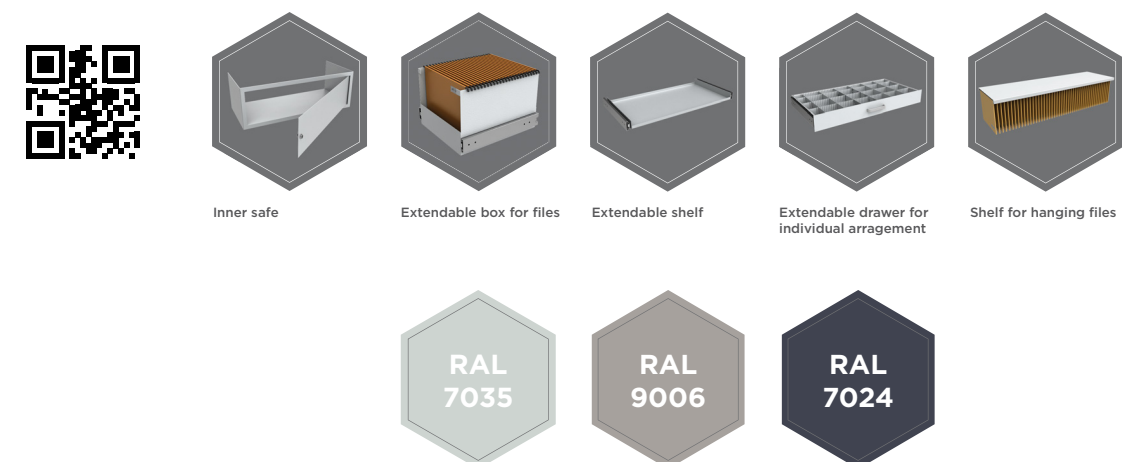 Inner safe
Extendable box for files
Extendable shelf
Extendable drawer for
individual arragement
Shelf for hanging files
RAL
7035
RAL
9006
RAL
7024